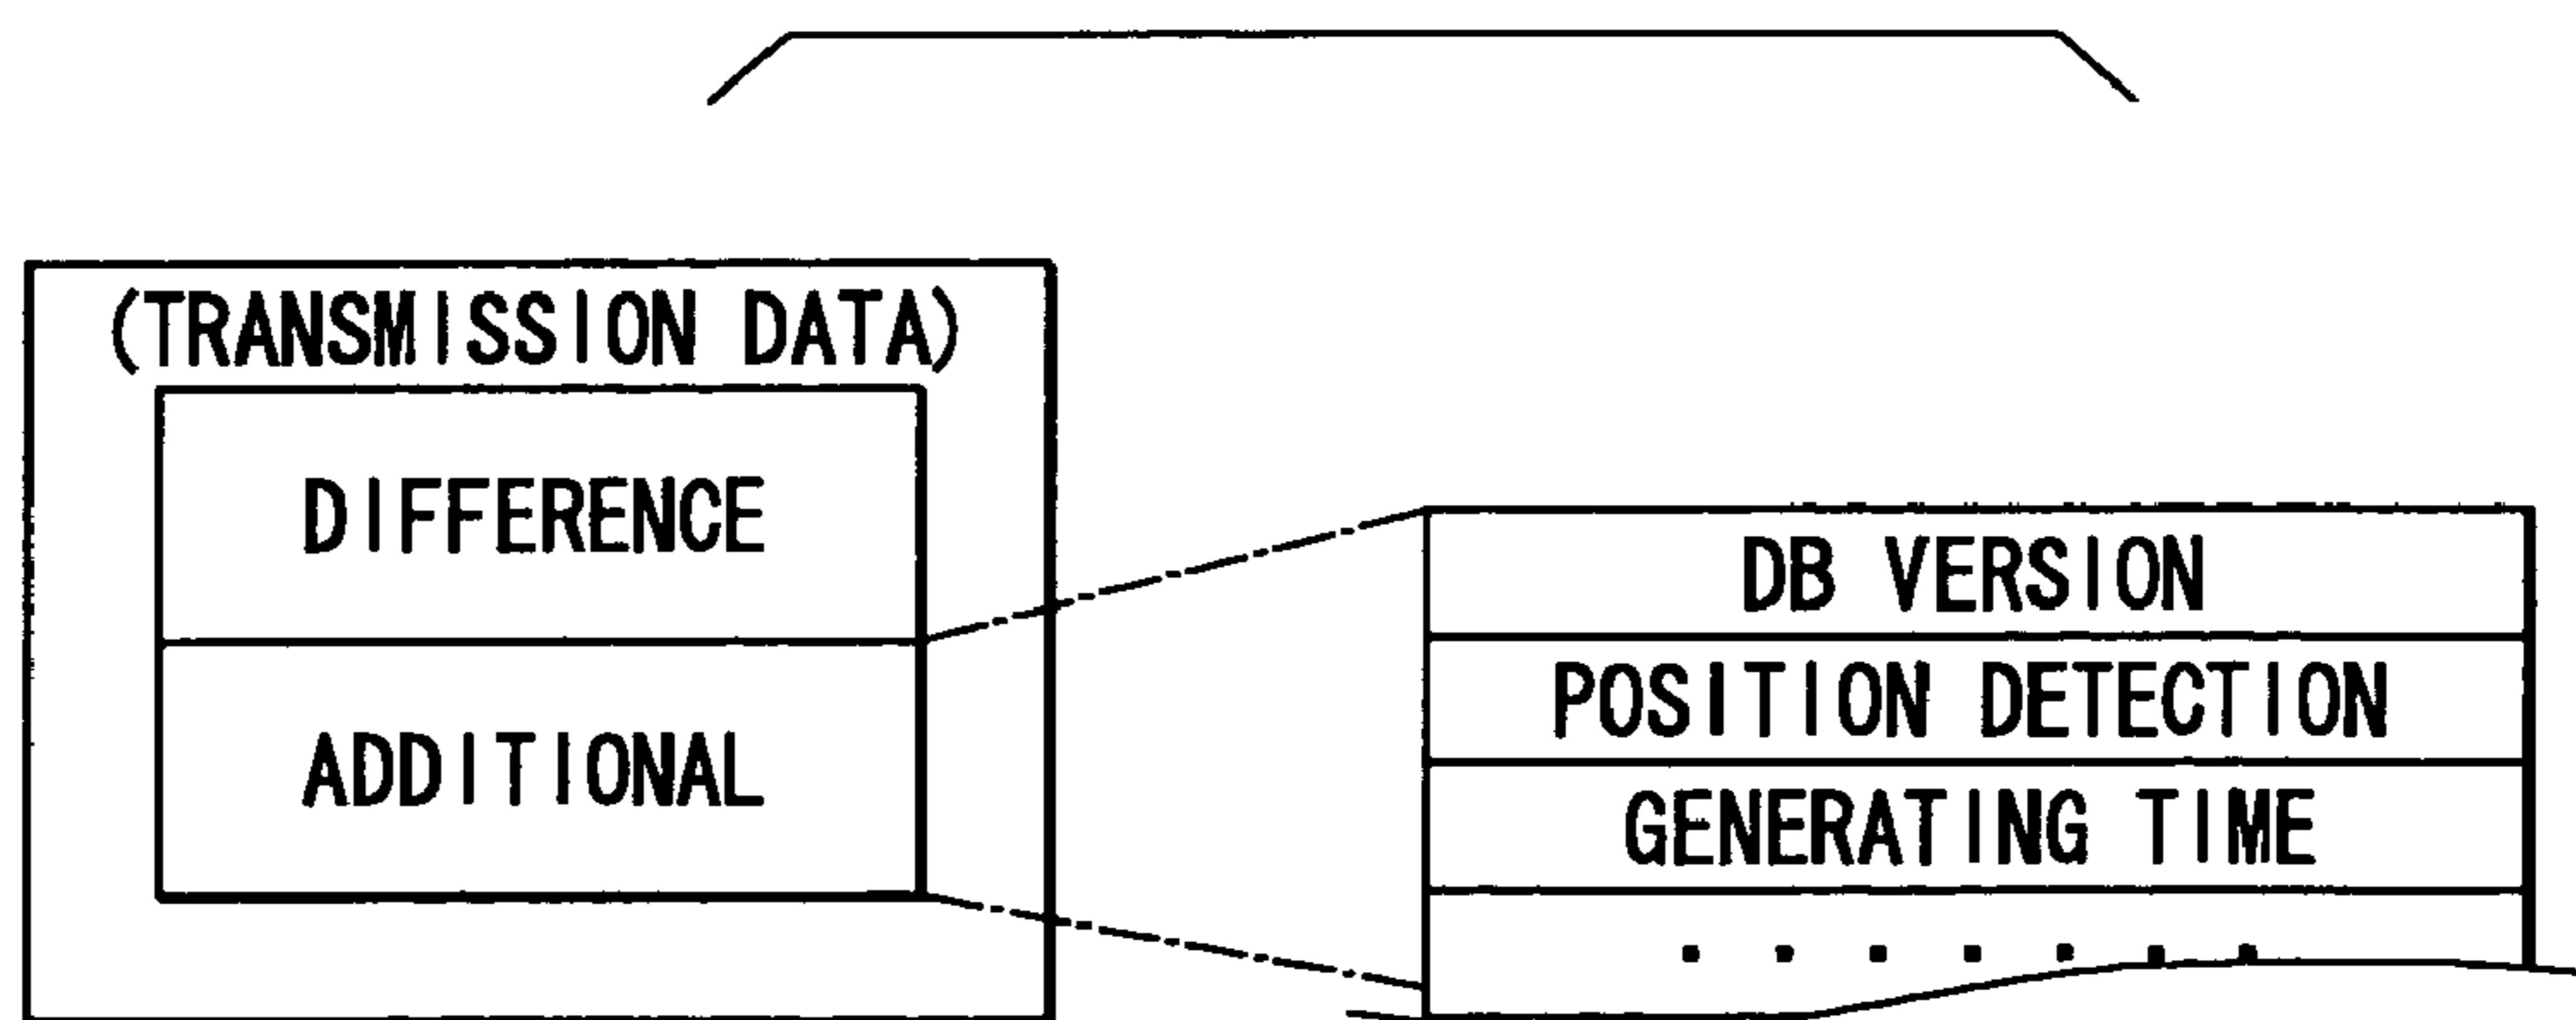 (TRANSMISSION DATA)
DIFFERENCE
ADDITIONAL
DB VERSION
POSITION DETECTION
GENERATING TIME
.......